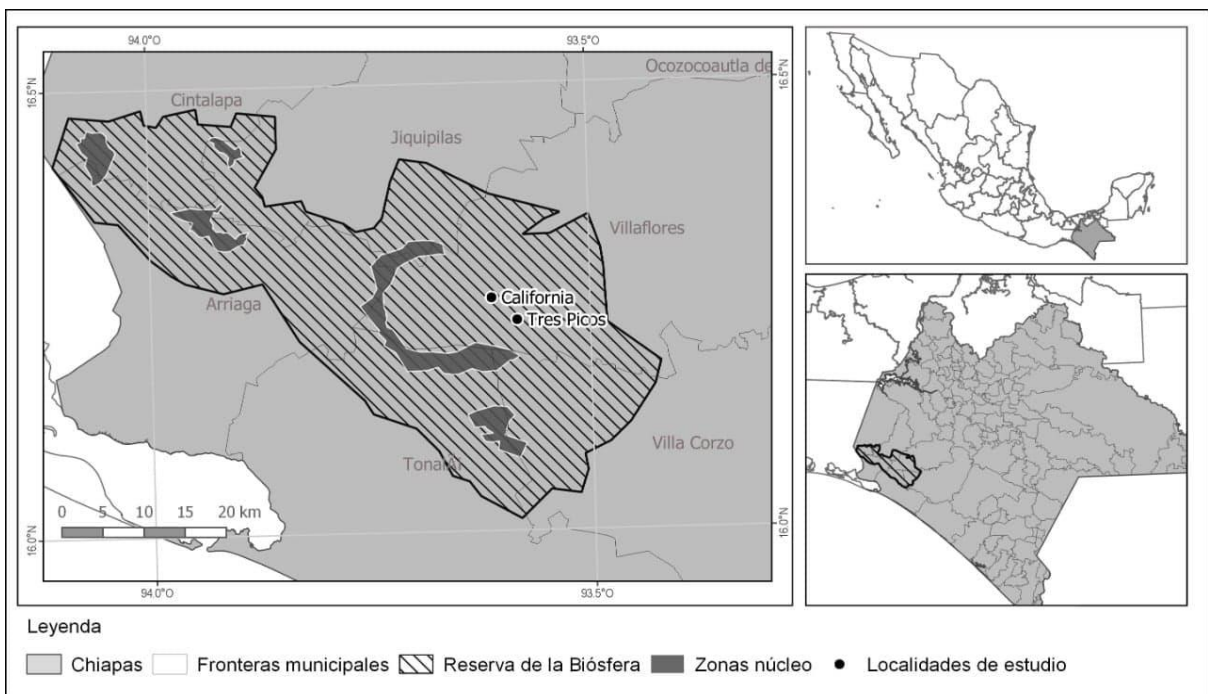 94.0°O 93.5°O
16.5°N
Ocozocoautla de
16.5°N
Cintalapa
Jiquipilas
Villaflores
California
Arriaga
Tres Picos
Villa Corzo
TonalÃ­
0 5 10 15 20 km
16.0°N
16.0°N
94.0°O 93.5°O
Leyenda
Chiapas Fronteras municipales Reserva de la Biósfera Zonas núcleo Localidades de estudio